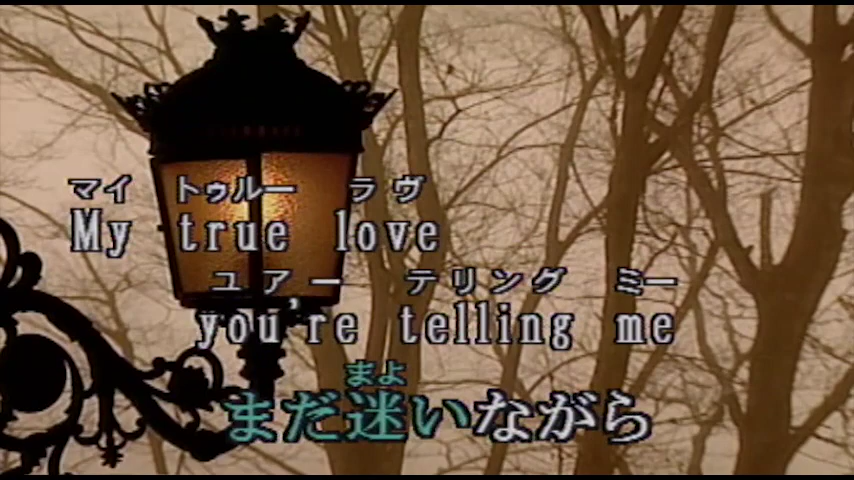 マイ トゥルー ラヴ
My true love
ユアー テリング ミー
you're telling me
まよ
まだ迷いながら